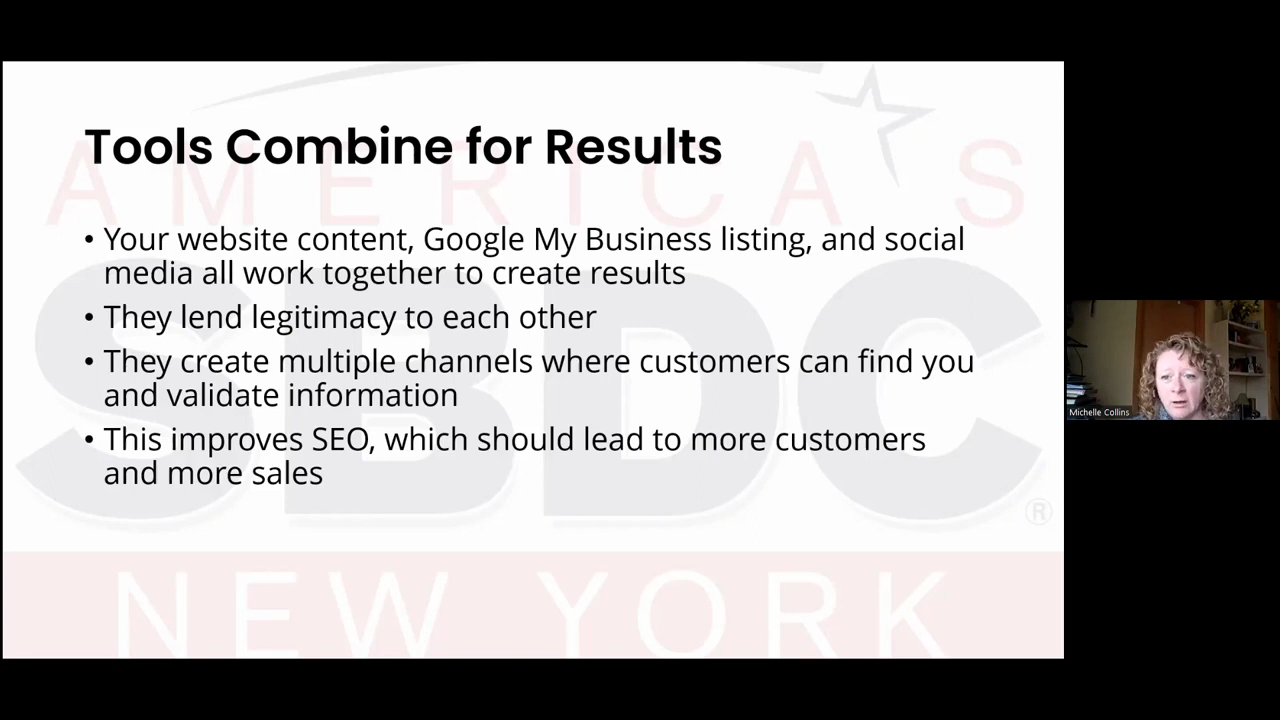 Tools Combine for Results
AMERICA'S
• Your website content, Google My Business listing, and social
media all work together to create results
• They lend legitimacy to each other
• They create multiple channels where customers can find you
and validate information
• This improves SEO, which should lead to more customers
and more sales
SBDC
®
NEW YORK
Michelle Collins